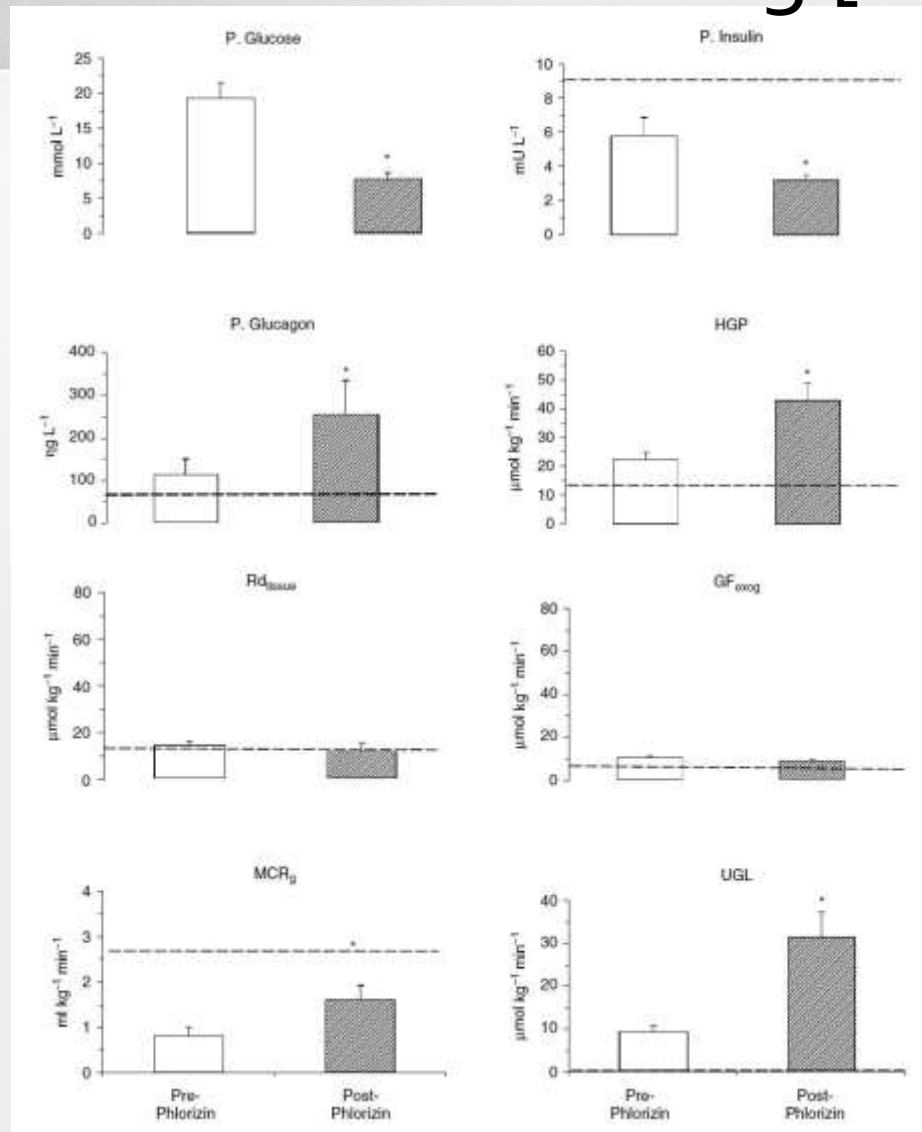 P. Glucose
25
20
15
10
5
0
mmol L⁻¹
*
P. Insulin
10
8
6
4
2
0
mU L⁻¹
*
P. Glucagon
400
300
200
100
0
ηg L⁻¹
*
HGP
60
50
40
30
20
10
0
μmol kg⁻¹ min⁻¹
*
Rd
80
60
40
20
0
μmol kg⁻¹ min⁻¹
GFexog
80
60
40
20
0
μmol kg⁻¹ min⁻¹
MCRg
4
3
2
1
0
ml kg⁻¹ min⁻¹
*
Pre-
Phlorizin
Post-
Phlorizin
UGL
40
30
20
10
0
μmol kg⁻¹ min⁻¹
*
Pre-
Phlorizin
Post-
Phlorizin